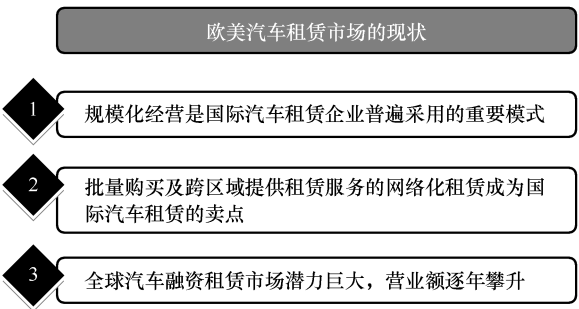 欧美汽车租赁市场的现状
1
规模化经营是国际汽车租赁企业普遍采用的重要模式
2
批量购买及跨区域提供租赁服务的网络化租赁成为国
际汽车租赁的卖点
3
全球汽车融资租赁市场潜力巨大，营业额逐年攀升